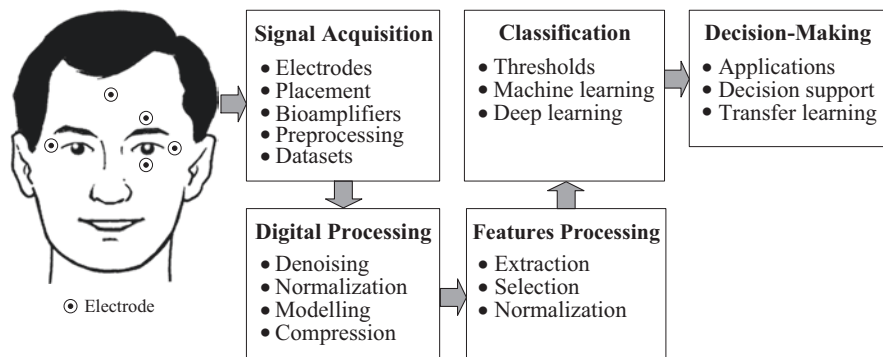 Signal Acquisition
• Electrodes
• Placement
• Bioamplifiers
• Preprocessing
• Datasets
Digital Processing
• Denoising
• Normalization
• Modelling
• Compression
Features Processing
• Extraction
• Selection
• Normalization
Classification
• Thresholds
• Machine learning
• Deep learning
Decision-Making
• Applications
• Decision support
• Transfer learning
Electrode